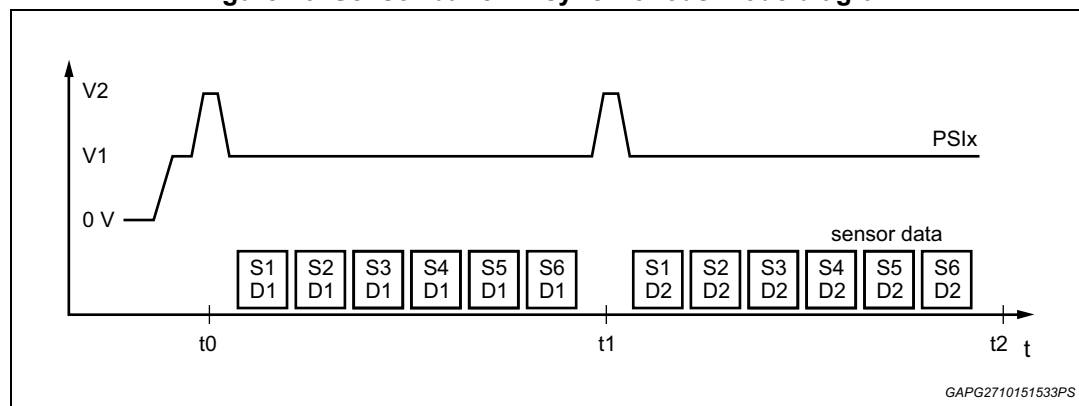 V2
V1
PSIx
0 V
sensor data
S1 S2 S3 S4 S5 S6 S1 S2 S3 S4 S5 S6
D1 D1 D1 D1 D1 D1 D2 D2 D2 D2 D2 D2
t0 t1 t2 t
GAPG2710151533PS